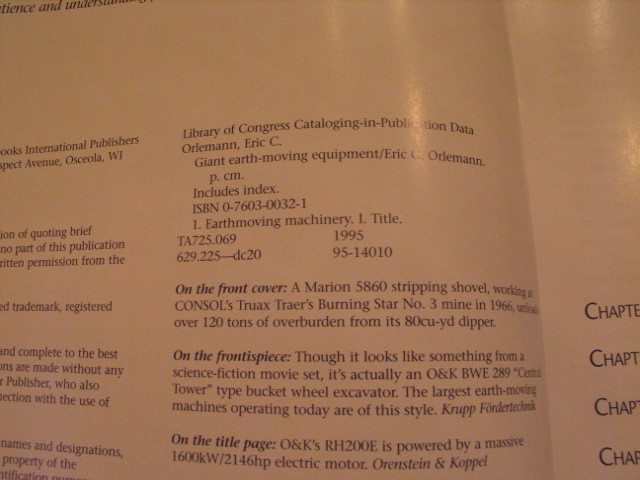 tience and understanding
ooks International Publishers
spect Avenue, Osceola, WI
ion of quoting brief
no part of this publication
ritten permission from the
ed trademark, registered
and complete to the best
ons are made without any
r Publisher, who also
nection with the use of
names and designations,
property of the
Library of Congress Cataloging-in-Publication Data
Orlemann, Eric C.
Giant earth-moving equipment/Eric C. Orlemann.
p. cm.
Includes index.
ISBN 0-7603-0032-1
1. Earthmoving machinery. I. Title.
TA725.069 1995
629.225—dc20 95-14010
On the front cover: A Marion 5860 stripping shovel, working at
CONSOL's Truax Traer's Burning Star No. 3 mine in 1966, unloads
over 120 tons of overburden from its 80cu-yd dipper.
On the frontispiece: Though it looks like something from a
science-fiction movie set, it's actually an O&K BWE 289 "Central
Tower" type bucket wheel excavator. The largest earth-moving
machines operating today are of this style. Krupp Fördertechnik
On the title page: O&K's RH200E is powered by a massive
1600kW/2146hp electric motor. Orenstein & Koppel
CHAPTE
CHAPT
CHAPT
CHAP